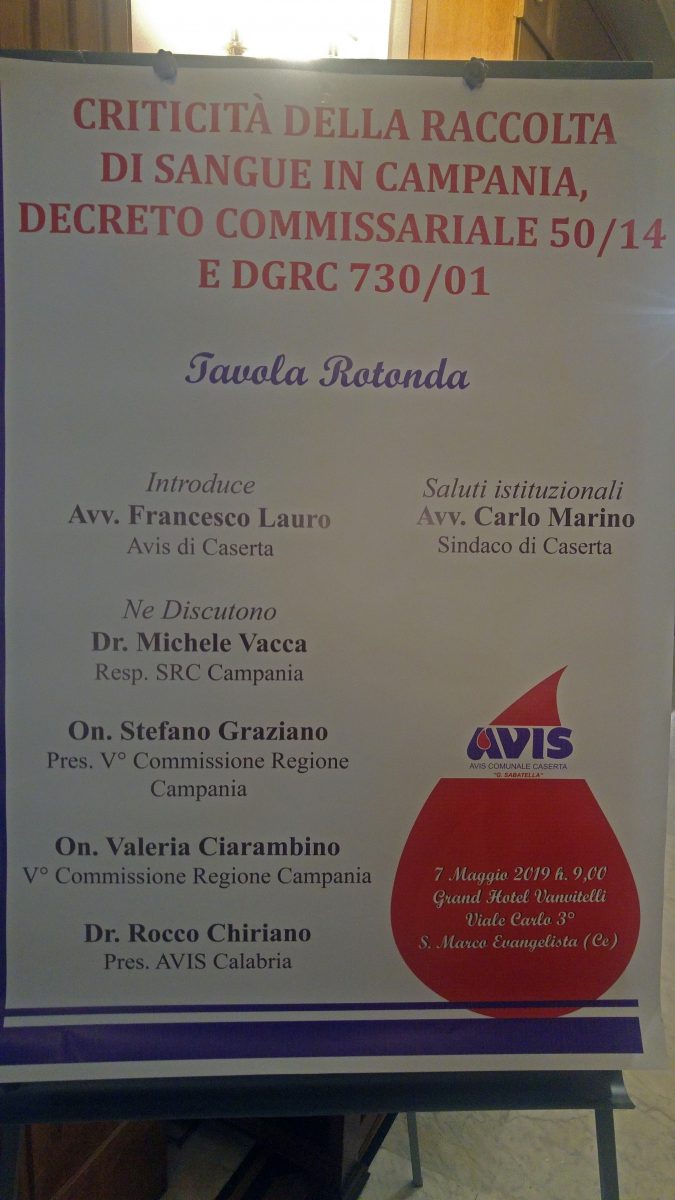 CRITICITÀ DELLA RACCOLTA
DI SANGUE IN CAMPANIA,
DECRETO COMMISSARIALE 50/14
E DGRC 730/01
Tavola Rotonda
Introduce
Avv. Francesco Lauro
Avis di Caserta
Saluti istituzionali
Avv. Carlo Marino
Sindaco di Caserta
Ne Discutono
Dr. Michele Vacca
Resp. SRC Campania
On. Stefano Graziano
Pres. V° Commissione Regione
Campania
On. Valeria Ciarambino
V° Commissione Regione Campania
Dr. Rocco Chiriano
Pres. AVIS Calabria
AVIS
AVIS COMUNALE CASERTA
"G. SABATELLA"
7 Maggio 2019 h. 9,00
Grand Hotel Vanvitelli
Viale Carlo 3°
S. Marco Evangelista (Ce)